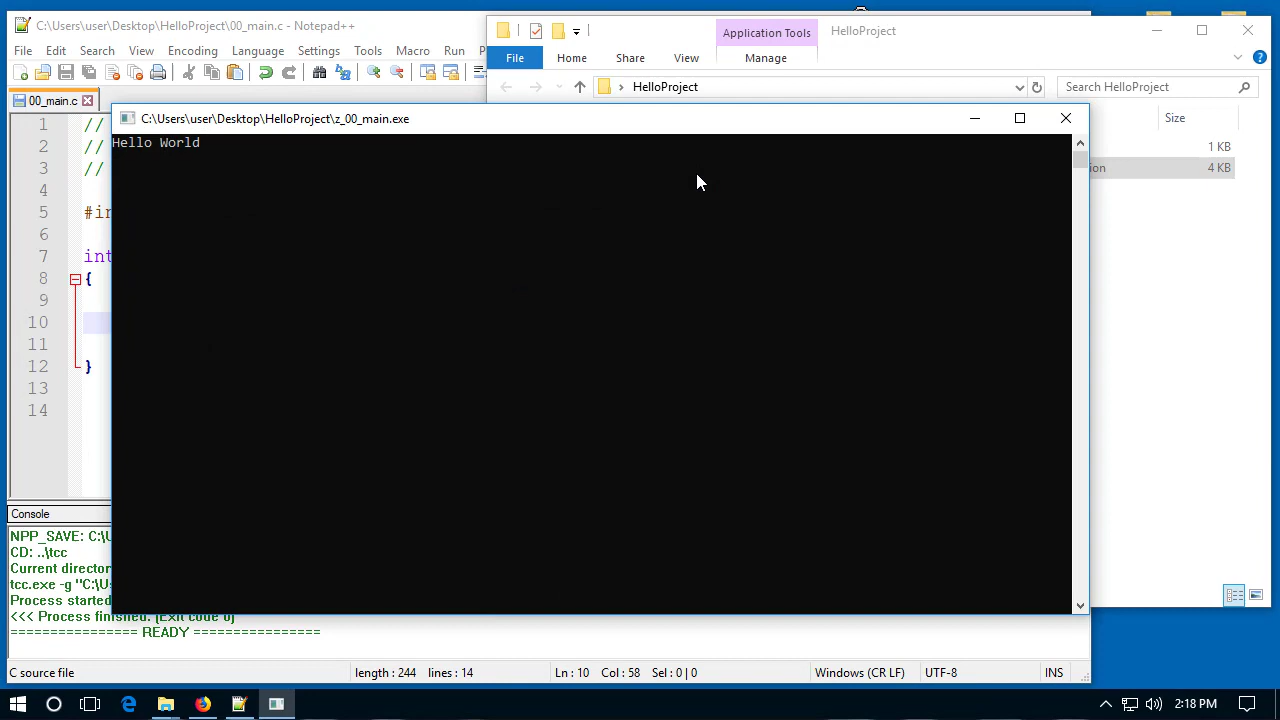 C:\Users\user\Desktop\HelloProject\00_main.c - Notepad++
File Edit Search View Encoding Language Settings Tools Macro Run
00_main.c
1 //
2 //
3 //
4
5
6
7 int
8 {
9
10
11
12 }
13
14
Console
NPP_SAVE:
CD: ..\tcc
Current
tcc.exe -g
Process started
<<< Process finished. (Exit code 0)
================ READY ================
C source file length : 244 lines : 14 Ln : 10 Col : 58 Sel : 0 | 0 Windows (CR LF) UTF-8 INS
Application Tools HelloProject
File Home Share View Manage
HelloProject
Search HelloProject
Size
1 KB
4 KB
C:\Users\user\Desktop\HelloProject\z_00_main.exe
Hello World
2:18 PM